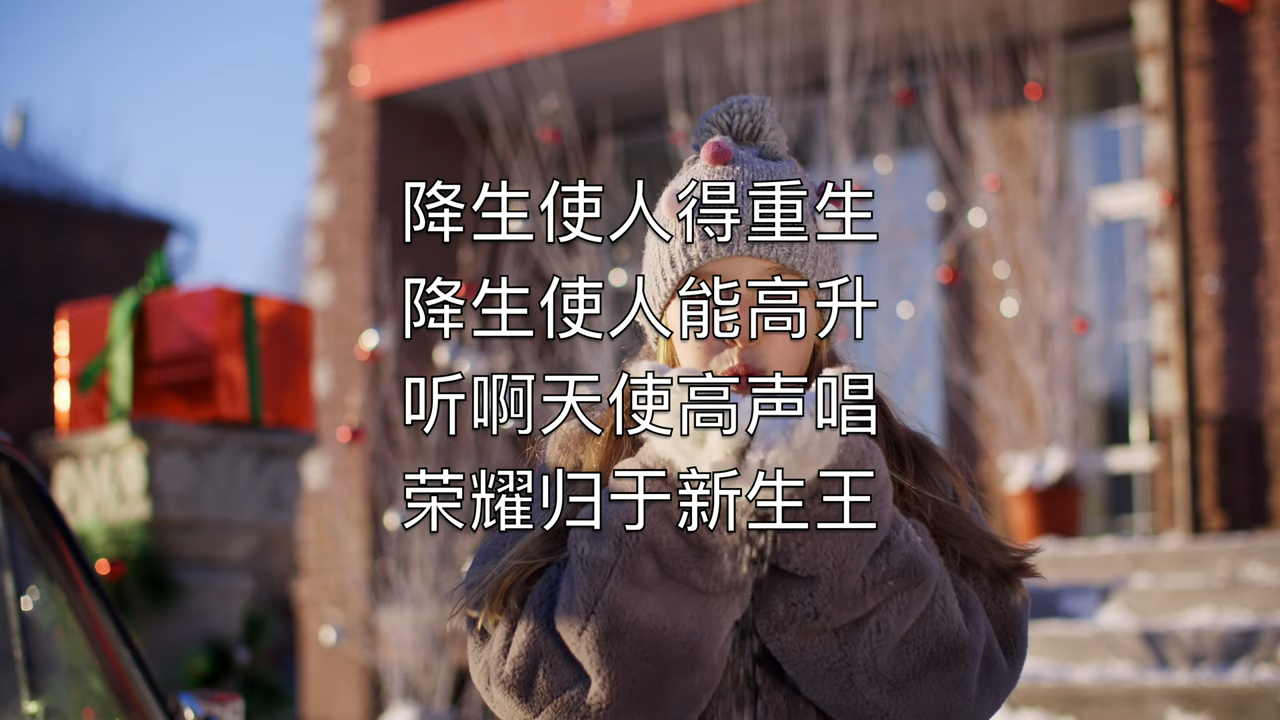 降生使人得重生
降生使人能高升
听啊天使高声唱
荣耀归于新生王